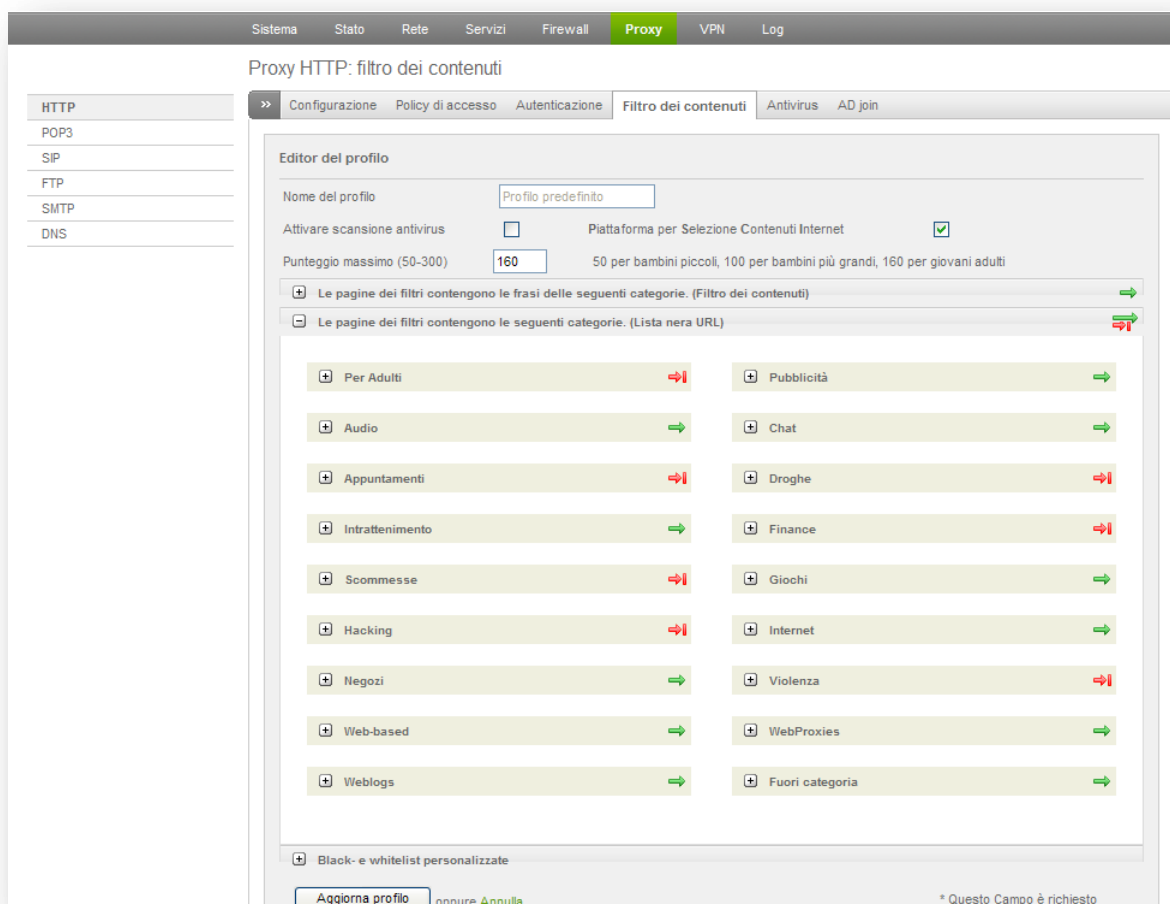 Sistema Stato Rete Servizi Firewall Proxy VPN Log
Proxy HTTP: filtro dei contenuti
HTTP
POP3
SIP
FTP
SMTP
DNS
» Configurazione Policy di accesso Autenticazione Filtro dei contenuti Antivirus AD join
Editor del profilo
Nome del profilo Profilo predefinito
Attivare scansione antivirus Piattaforma per Selezione Contenuti Internet
Punteggio massimo (50-300) 160 50 per bambini piccoli, 100 per bambini più grandi, 160 per giovani adulti
Le pagine dei filtri contengono le frasi delle seguenti categorie. (Filtro dei contenuti)
Le pagine dei filtri contengono le seguenti categorie. (Lista nera URL)
Per Adulti Pubblicità
Audio Chat
Appuntamenti Droghe
Intrattenimento Finance
Scommesse Giochi
Hacking Internet
Negozi Violenza
Web-based WebProxies
Weblogs Fuori categoria
Black- e whitelist personalizzate
Aggiorna profilo oppure Annulla * Questo Campo è richiesto